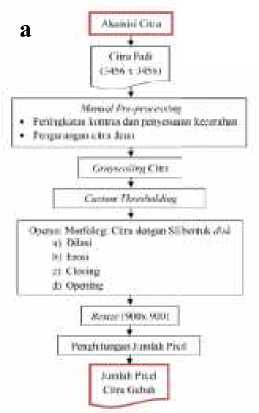 a
Akuisisi Citra
Citra Padi
(3456 x 3456)
Manual Pre-processing
• Peningkatan kontras dan penyesuaian kecerahan
• Pengurangan citra derau
Grayscaling Citra
Custom Thresholding
Operasi Morfologi Citra dengan SE bentuk disk
a) Dilasi
b) Erosi
c) Closing
d) Opening
Resize (900x 900)
Penghitungan Jumlah Pixel
Jumlah Pixel
Citra Gabah